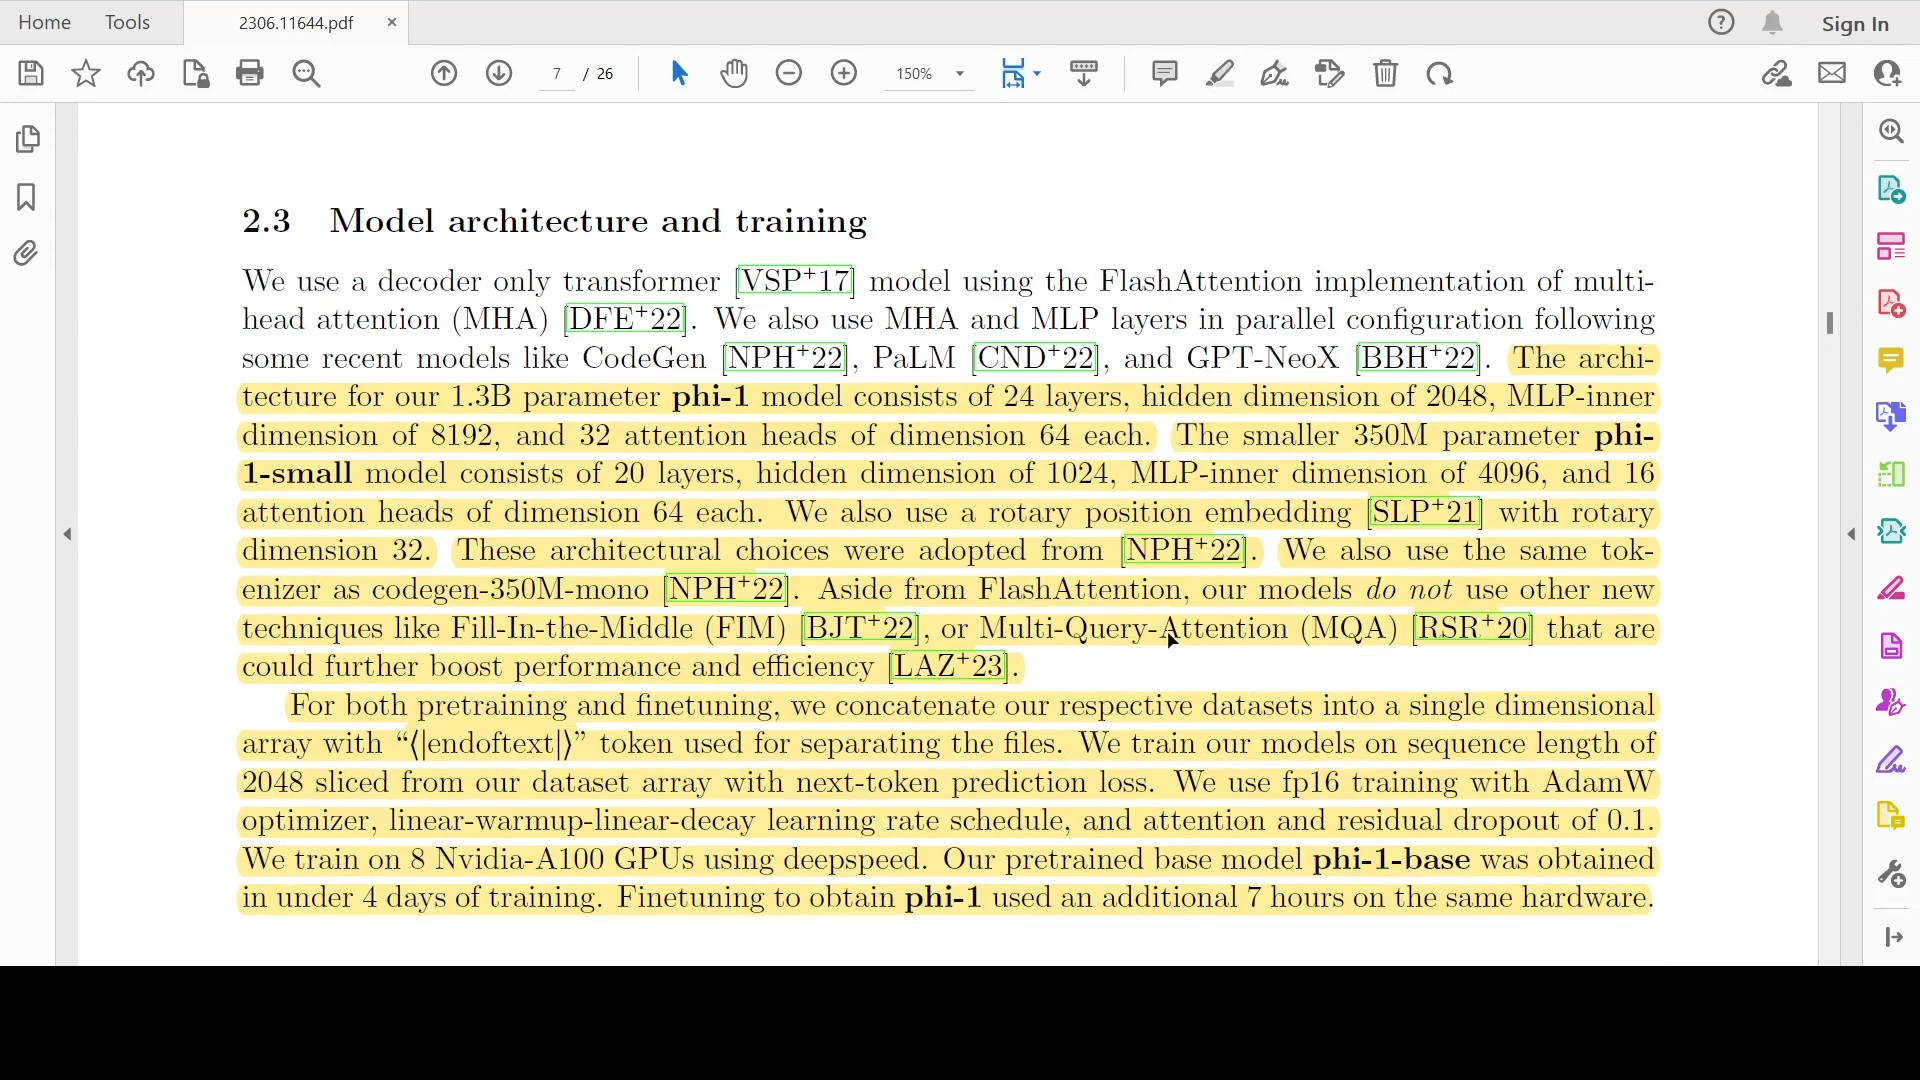 Home Tools 2306.11644.pdf × Sign In
7 / 26 150%
2.3 Model architecture and training
We use a decoder only transformer [VSP+17] model using the FlashAttention implementation of multi-
head attention (MHA) [DFE+22]. We also use MHA and MLP layers in parallel configuration following
some recent models like CodeGen [NPH+22], PaLM [CND+22], and GPT-NeoX [BBH+22]. The archi-
tecture for our 1.3B parameter phi-1 model consists of 24 layers, hidden dimension of 2048, MLP-inner
dimension of 8192, and 32 attention heads of dimension 64 each. The smaller 350M parameter phi-
1-small model consists of 20 layers, hidden dimension of 1024, MLP-inner dimension of 4096, and 16
attention heads of dimension 64 each. We also use a rotary position embedding [SLP+21] with rotary
dimension 32. These architectural choices were adopted from [NPH+22]. We also use the same tok-
enizer as codegen-350M-mono [NPH+22]. Aside from FlashAttention, our models do not use other new
techniques like Fill-In-the-Middle (FIM) [BJT+22], or Multi-Query-Attention (MQA) [RSR+20] that are
could further boost performance and efficiency [LAZ+23].
For both pretraining and finetuning, we concatenate our respective datasets into a single dimensional
array with “⟨|endoftext|⟩” token used for separating the files. We train our models on sequence length of
2048 sliced from our dataset array with next-token prediction loss. We use fp16 training with AdamW
optimizer, linear-warmup-linear-decay learning rate schedule, and attention and residual dropout of 0.1.
We train on 8 Nvidia-A100 GPUs using deepspeed. Our pretrained base model phi-1-base was obtained
in under 4 days of training. Finetuning to obtain phi-1 used an additional 7 hours on the same hardware.